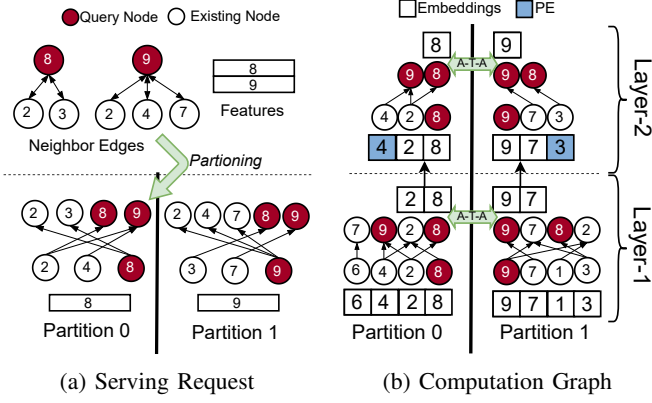 Query Node Existing Node
8 9
2 3 2 4 7
8
9
Features
Neighbor Edges
Partioning
2 3 8 9 2 4 7 8 9
2 4 8 3 7 9
8 9
Partition 0 Partition 1
(a) Serving Request
Embeddings PE
8 A-T-A 9
9 8 9 8
4 2 8 9 7 3
4 2 8 9 7 3
Layer-2
2 8 A-T-A 9 7
7 9 2 8 9 7 8 2
6 4 2 8 9 7 1 3
6 4 2 8 9 7 1 3
Layer-1
Partition 0 Partition 1
(b) Computation Graph